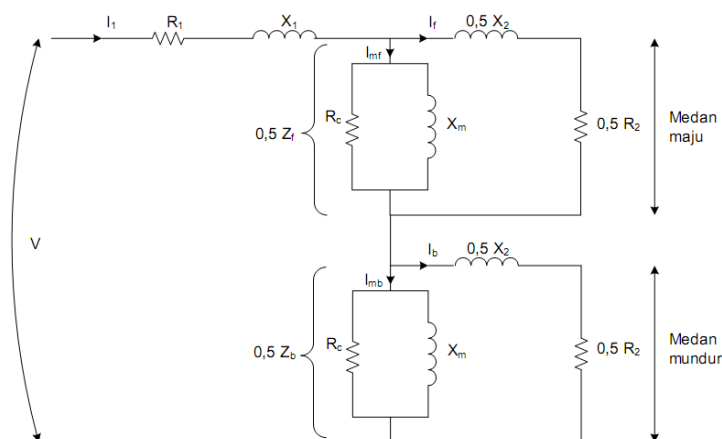 I1 R1 X1 If 0,5 X2
Imf
0,5 Zf Rc Xm 0,5 R2 Medan
maju
V
Ib 0,5 X2
Imb
0,5 Zb Rc Xm 0,5 R2 Medan
mundur